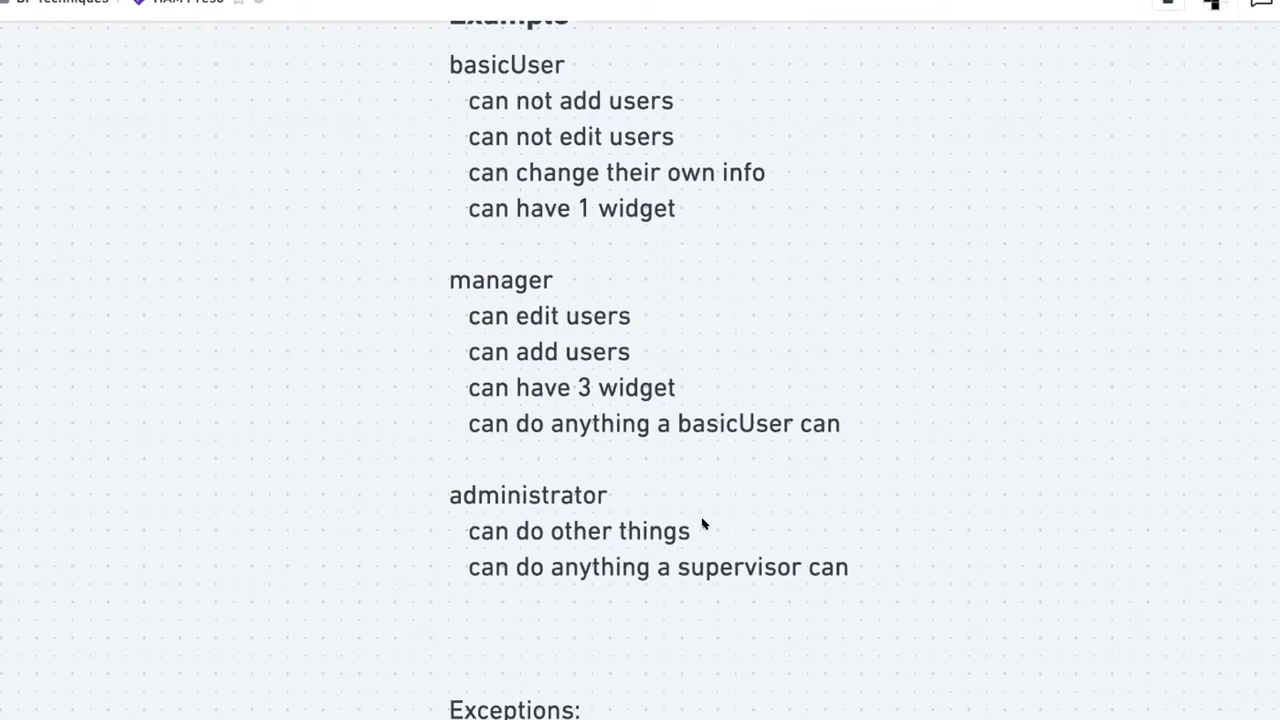 Example
basicUser
can not add users
can not edit users
can change their own info
can have 1 widget
manager
can edit users
can add users
can have 3 widget
can do anything a basicUser can
administrator
can do other things
can do anything a supervisor can
Exceptions: